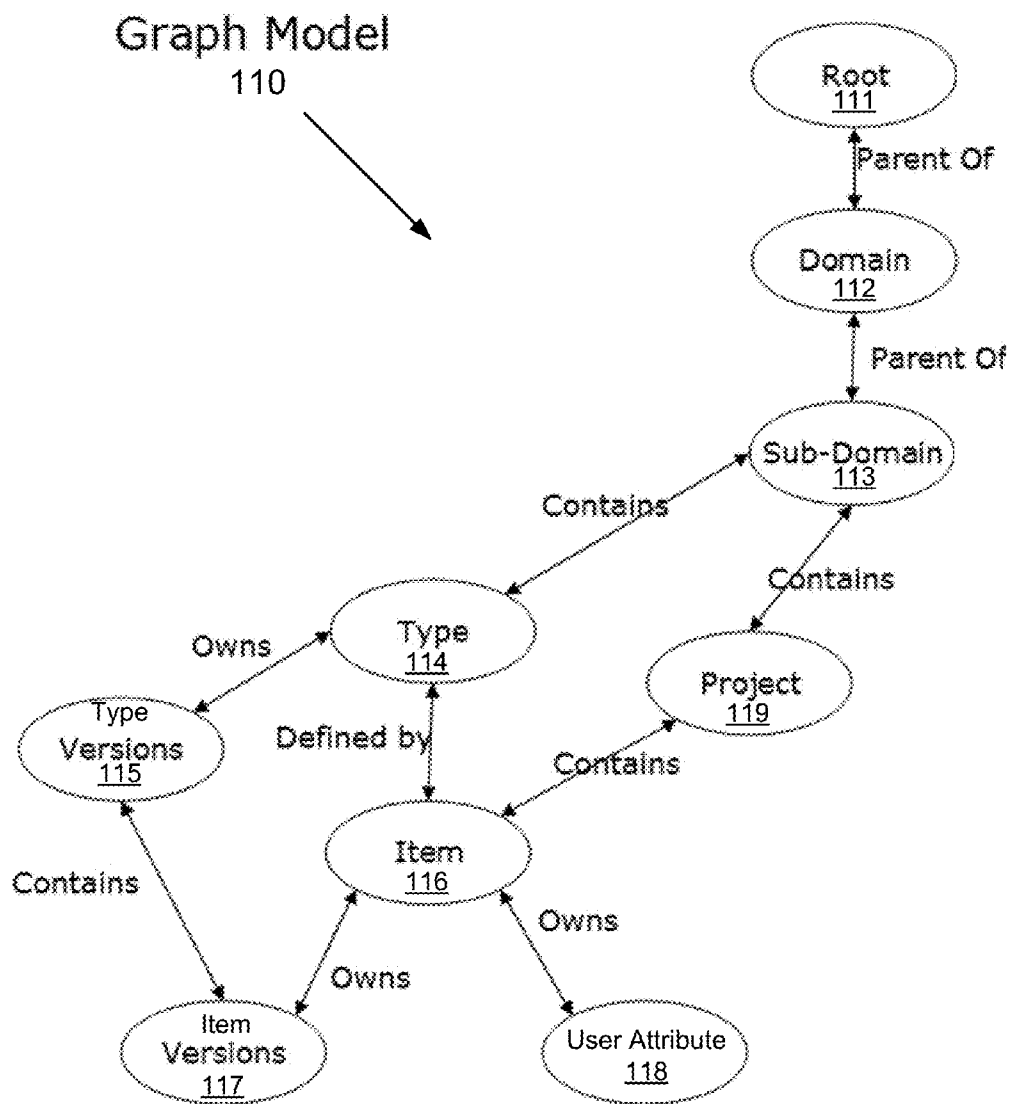 Graph Model
110
Root
111
Parent Of
Domain
112
Parent Of
Sub-Domain
113
Contains
Contains
Type
114
Owns
Project
119
Type
Versions
115
Defined by
Contains
Item
116
Contains
Owns
Owns
Item
Versions
117
User Attribute
118